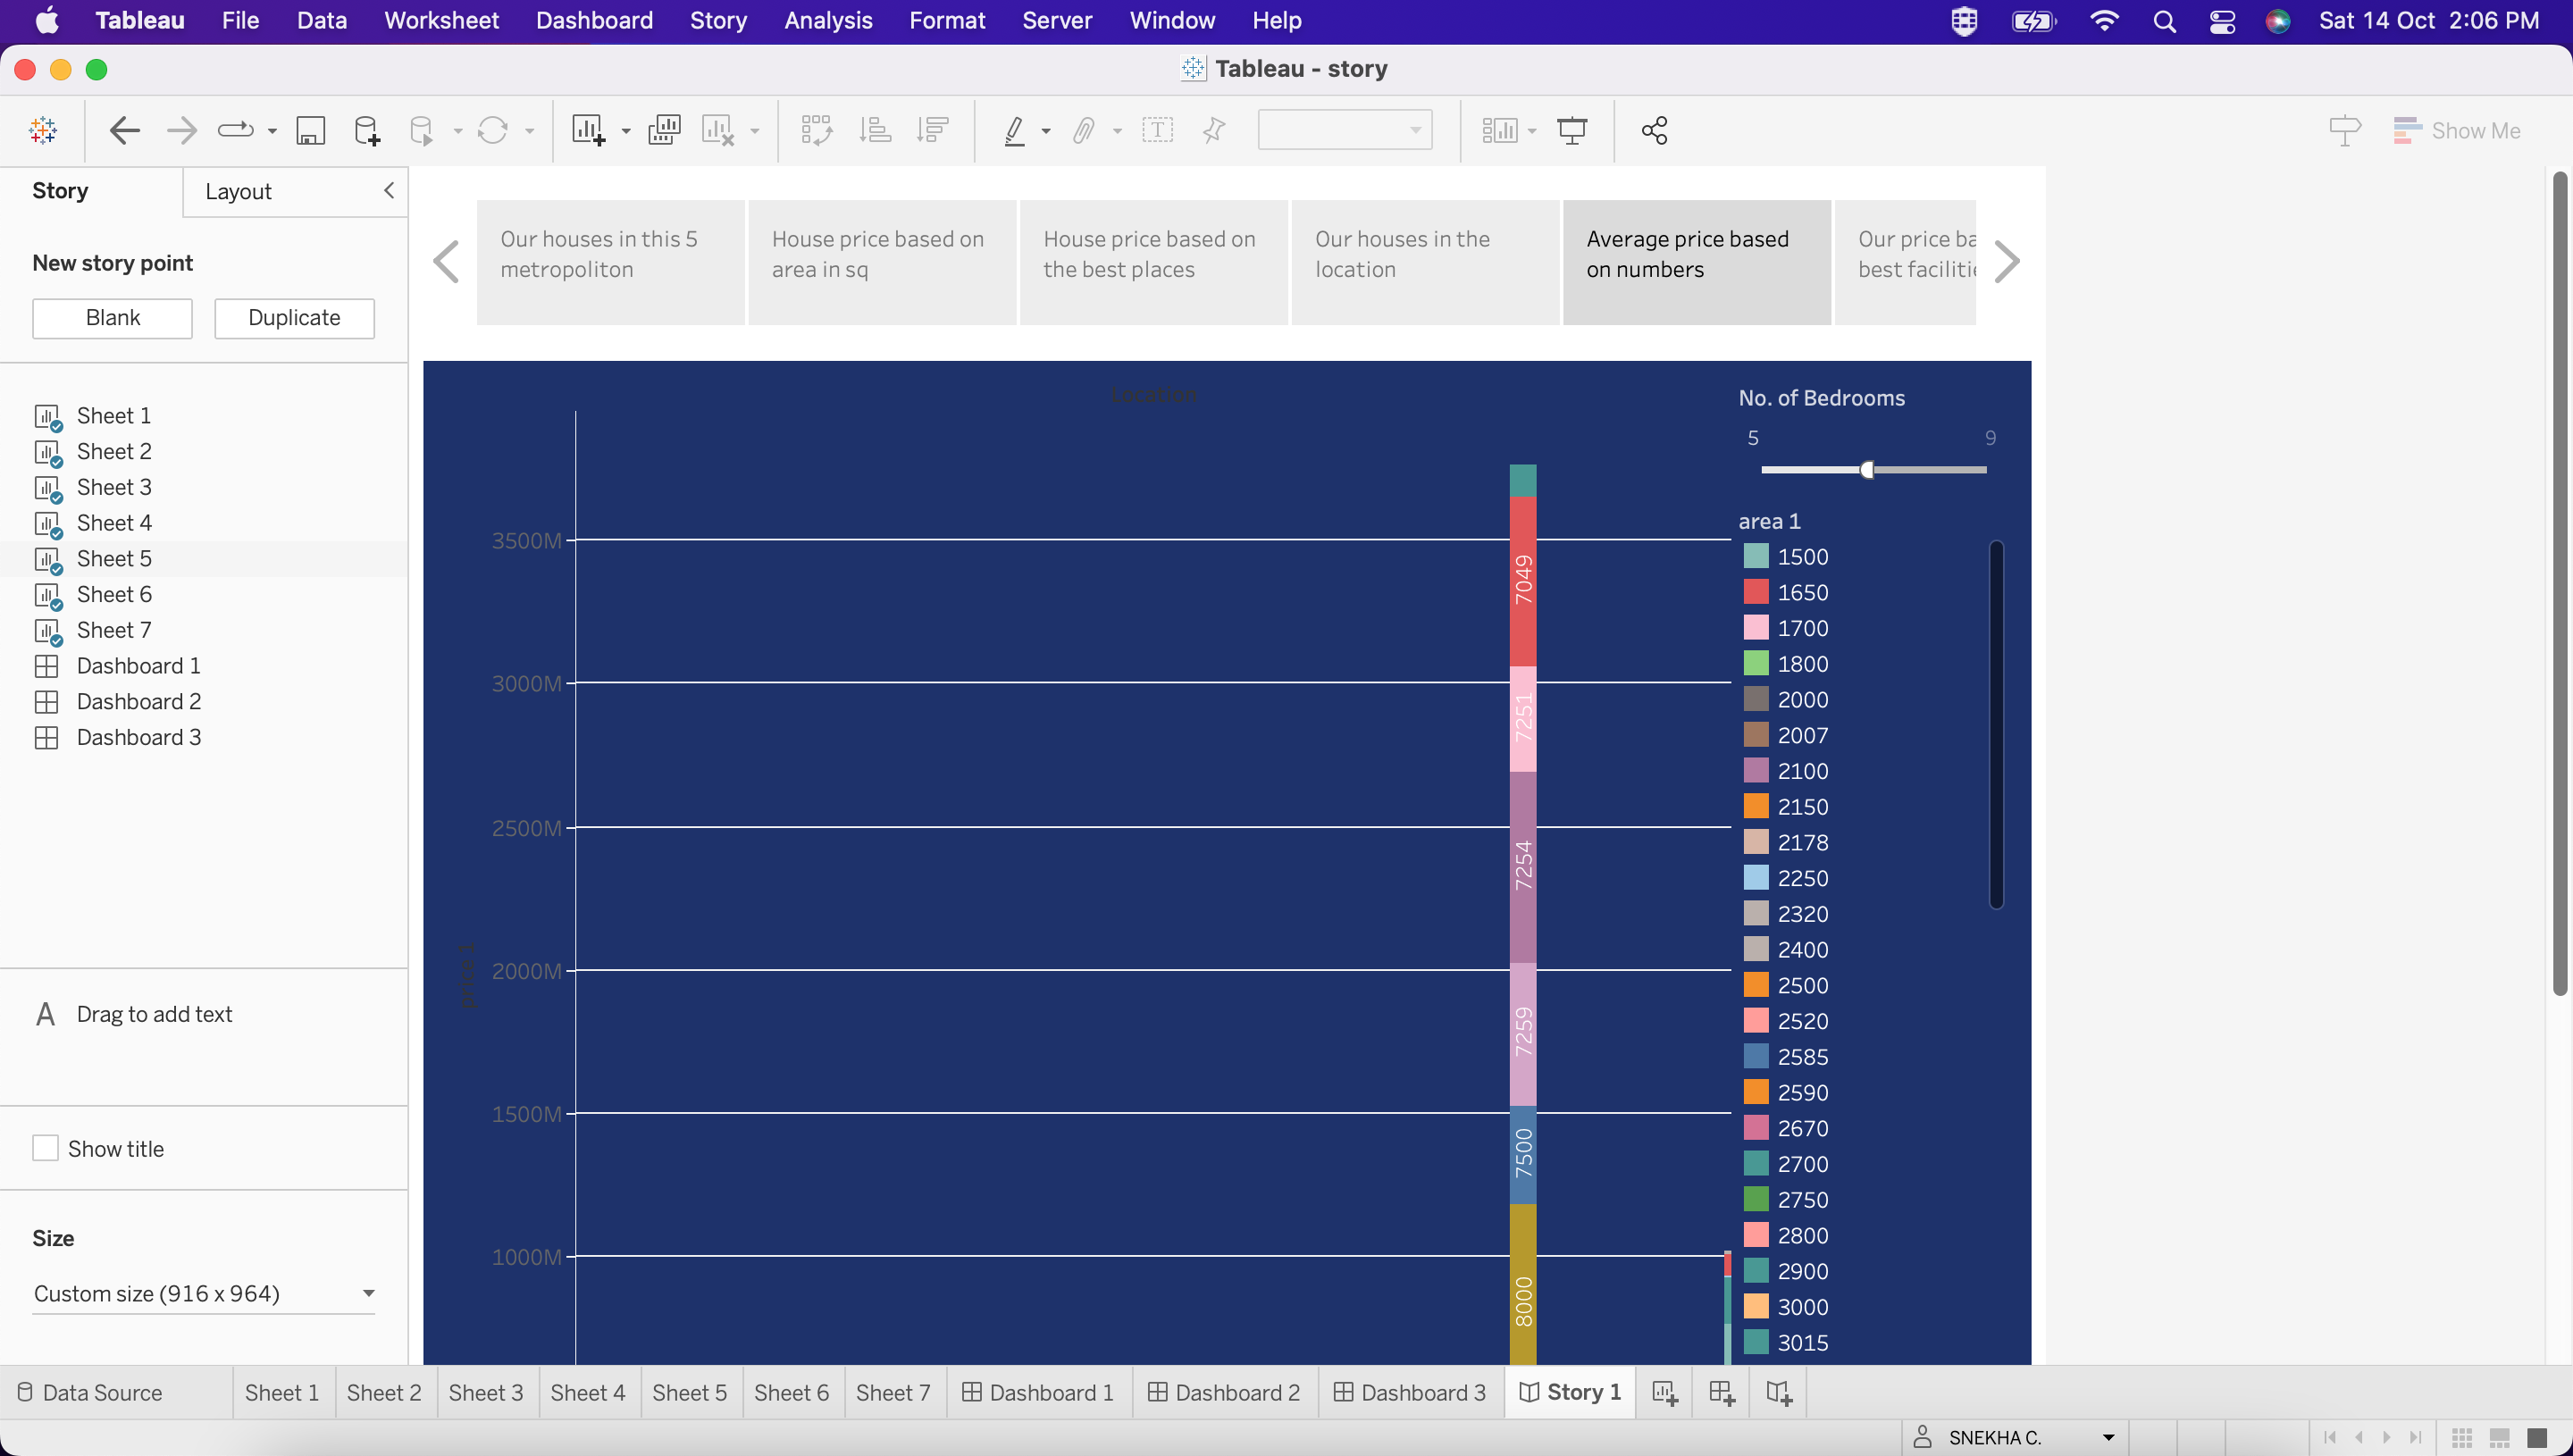 Tableau File Data Worksheet Dashboard Story Analysis Format Server Window Help Sat 14 Oct 2:06 PM
Tableau - story
Show Me
Story Layout
New story point
Blank Duplicate
Sheet 1
Sheet 2
Sheet 3
Sheet 4
Sheet 5
Sheet 6
Sheet 7
Dashboard 1
Dashboard 2
Dashboard 3
A Drag to add text
Show title
Size
Custom size (916 x 964)
Our houses in this 5
metropoliton
House price based on
area in sq
House price based on
the best places
Our houses in the
location
Average price based
on numbers
Our price ba
best faciliti
Location
price 1
3500M
3000M
2500M
2000M
1500M
1000M
7049
7251
7254
7259
7500
8000
No. of Bedrooms
5 9
area 1
1500
1650
1700
1800
2000
2007
2100
2150
2178
2250
2320
2400
2500
2520
2585
2590
2670
2700
2750
2800
2900
3000
3015
Data Source Sheet 1 Sheet 2 Sheet 3 Sheet 4 Sheet 5 Sheet 6 Sheet 7 Dashboard 1 Dashboard 2 Dashboard 3 Story 1
SNEKHA C.